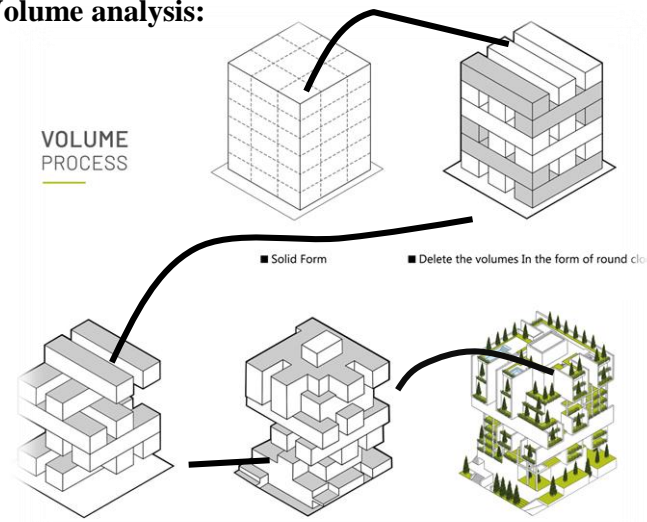 Volume analysis:
VOLUME
PROCESS
■ Solid Form
■ Delete the volumes In the form of round